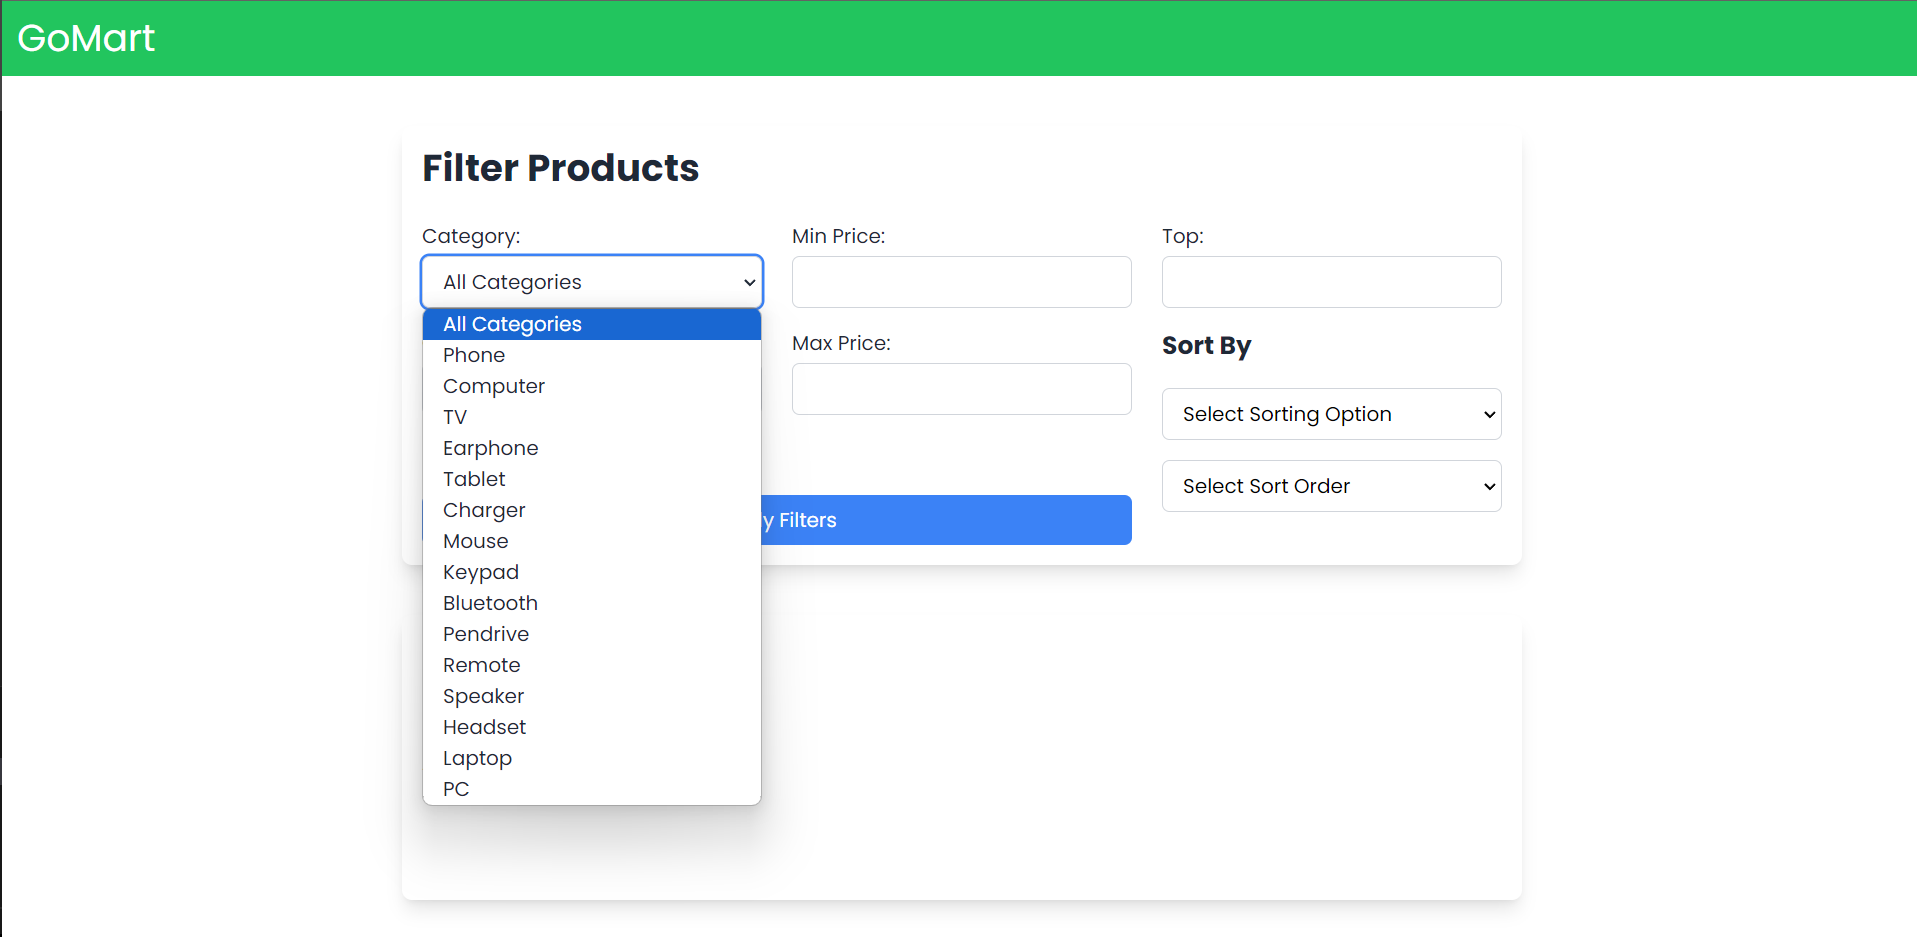 GoMart
Filter Products
Category:
All Categories
All Categories
Phone
Computer
TV
Earphone
Tablet
Charger
Mouse
Keypad
Bluetooth
Pendrive
Remote
Speaker
Headset
Laptop
PC
Min Price:
Max Price:
y Filters
Top:
Sort By
Select Sorting Option
Select Sort Order